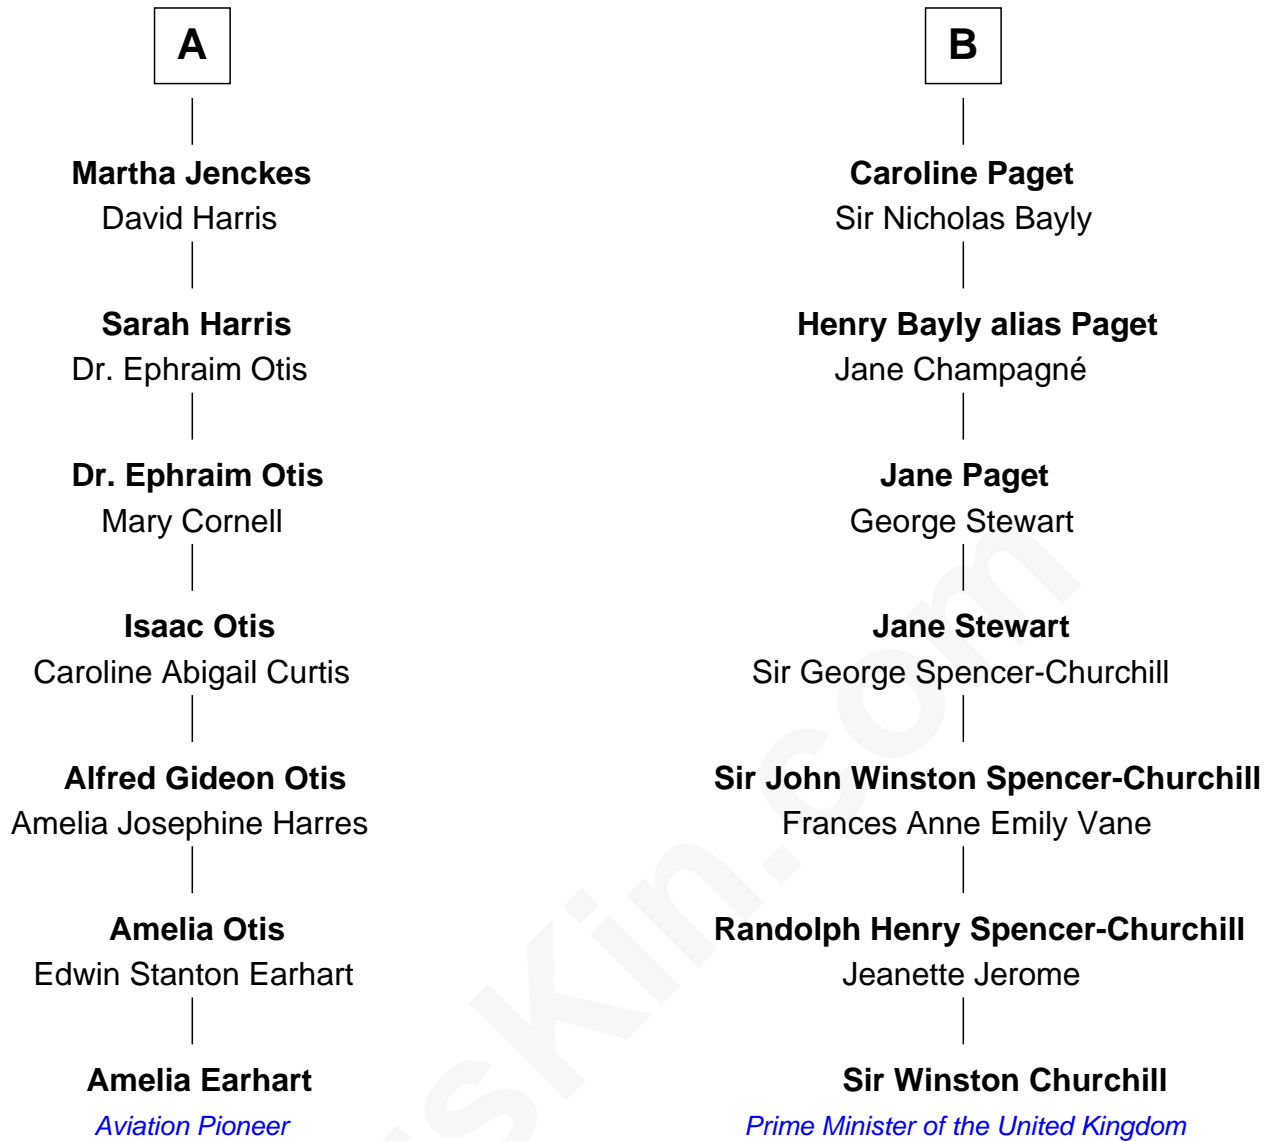 A
Martha Jenckes
David Harris
Sarah Harris
Dr. Ephraim Otis
Dr. Ephraim Otis
Mary Cornell
Isaac Otis
Caroline Abigail Curtis
Alfred Gideon Otis
Amelia Josephine Harres
Amelia Otis
Edwin Stanton Earhart
Amelia Earhart
Aviation Pioneer
B
Caroline Paget
Sir Nicholas Bayly
Henry Bayly alias Paget
Jane Champagné
Jane Paget
George Stewart
Jane Stewart
Sir George Spencer-Churchill
Sir John Winston Spencer-Churchill
Frances Anne Emily Vane
Randolph Henry Spencer-Churchill
Jeanette Jerome
Sir Winston Churchill
Prime Minister of the United Kingdom
sKin.com